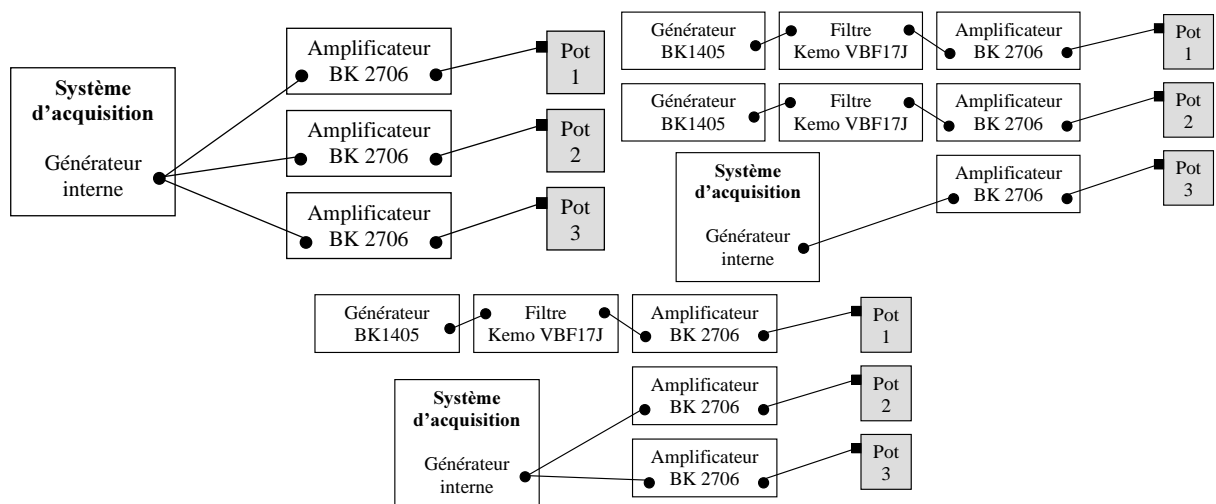 Système
d'acquisition
Générateur
interne
Amplificateur
BK 2706
Pot
1
Amplificateur
BK 2706
Pot
2
Amplificateur
BK 2706
Pot
3
Générateur
BK1405
Filtre
Kemo VBF17J
Amplificateur
BK 2706
Pot
1
Générateur
BK1405
Filtre
Kemo VBF17J
Amplificateur
BK 2706
Pot
2
Système
d'acquisition
Générateur
interne
Amplificateur
BK 2706
Pot
3
Générateur
BK1405
Filtre
Kemo VBF17J
Amplificateur
BK 2706
Pot
1
Système
d'acquisition
Générateur
interne
Amplificateur
BK 2706
Pot
2
Amplificateur
BK 2706
Pot
3